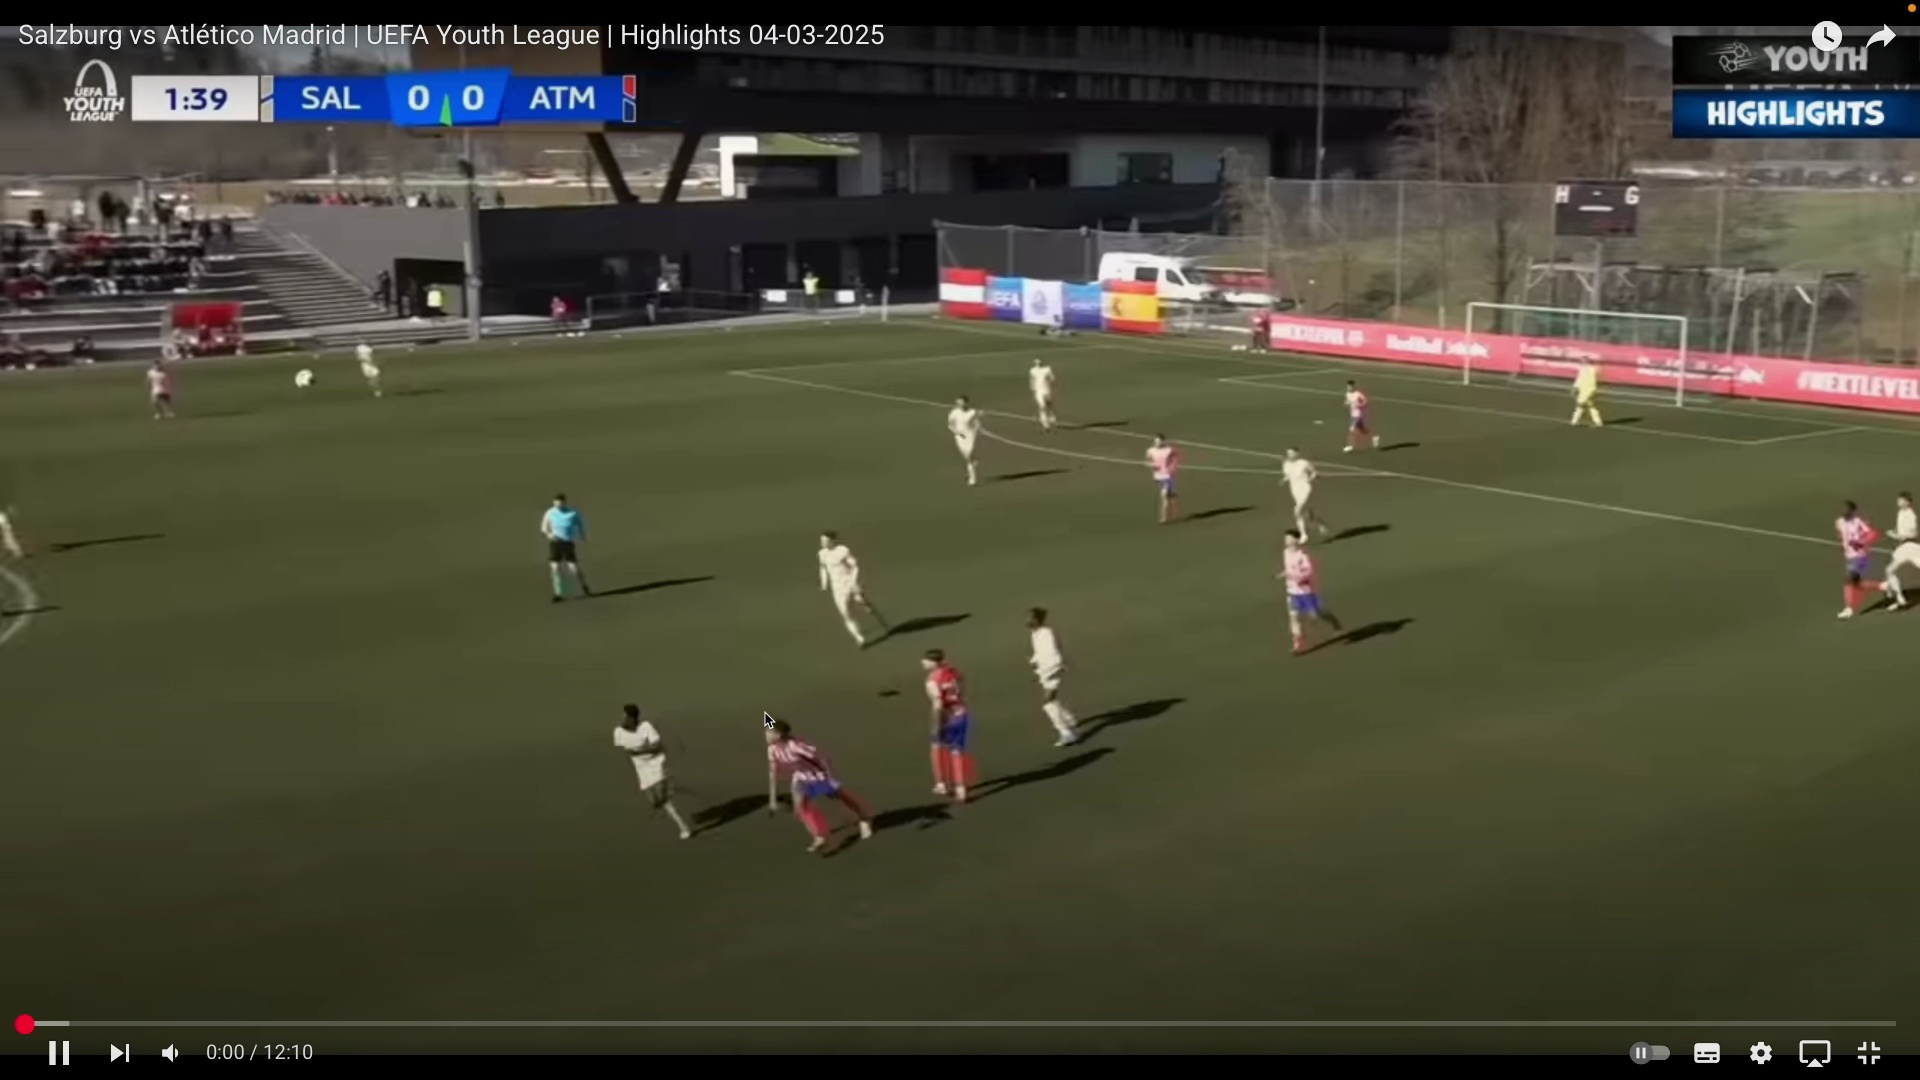 Salzburg vs Atlético Madrid | UEFA Youth League | Highlights 04-03-2025
UEFA
YOUTH
LEAGUE
1:39 SAL 0 0 ATM
YOUTH
HIGHLIGHTS
H G
UEFA
#NEXTLEVEL
0:00 / 12:10